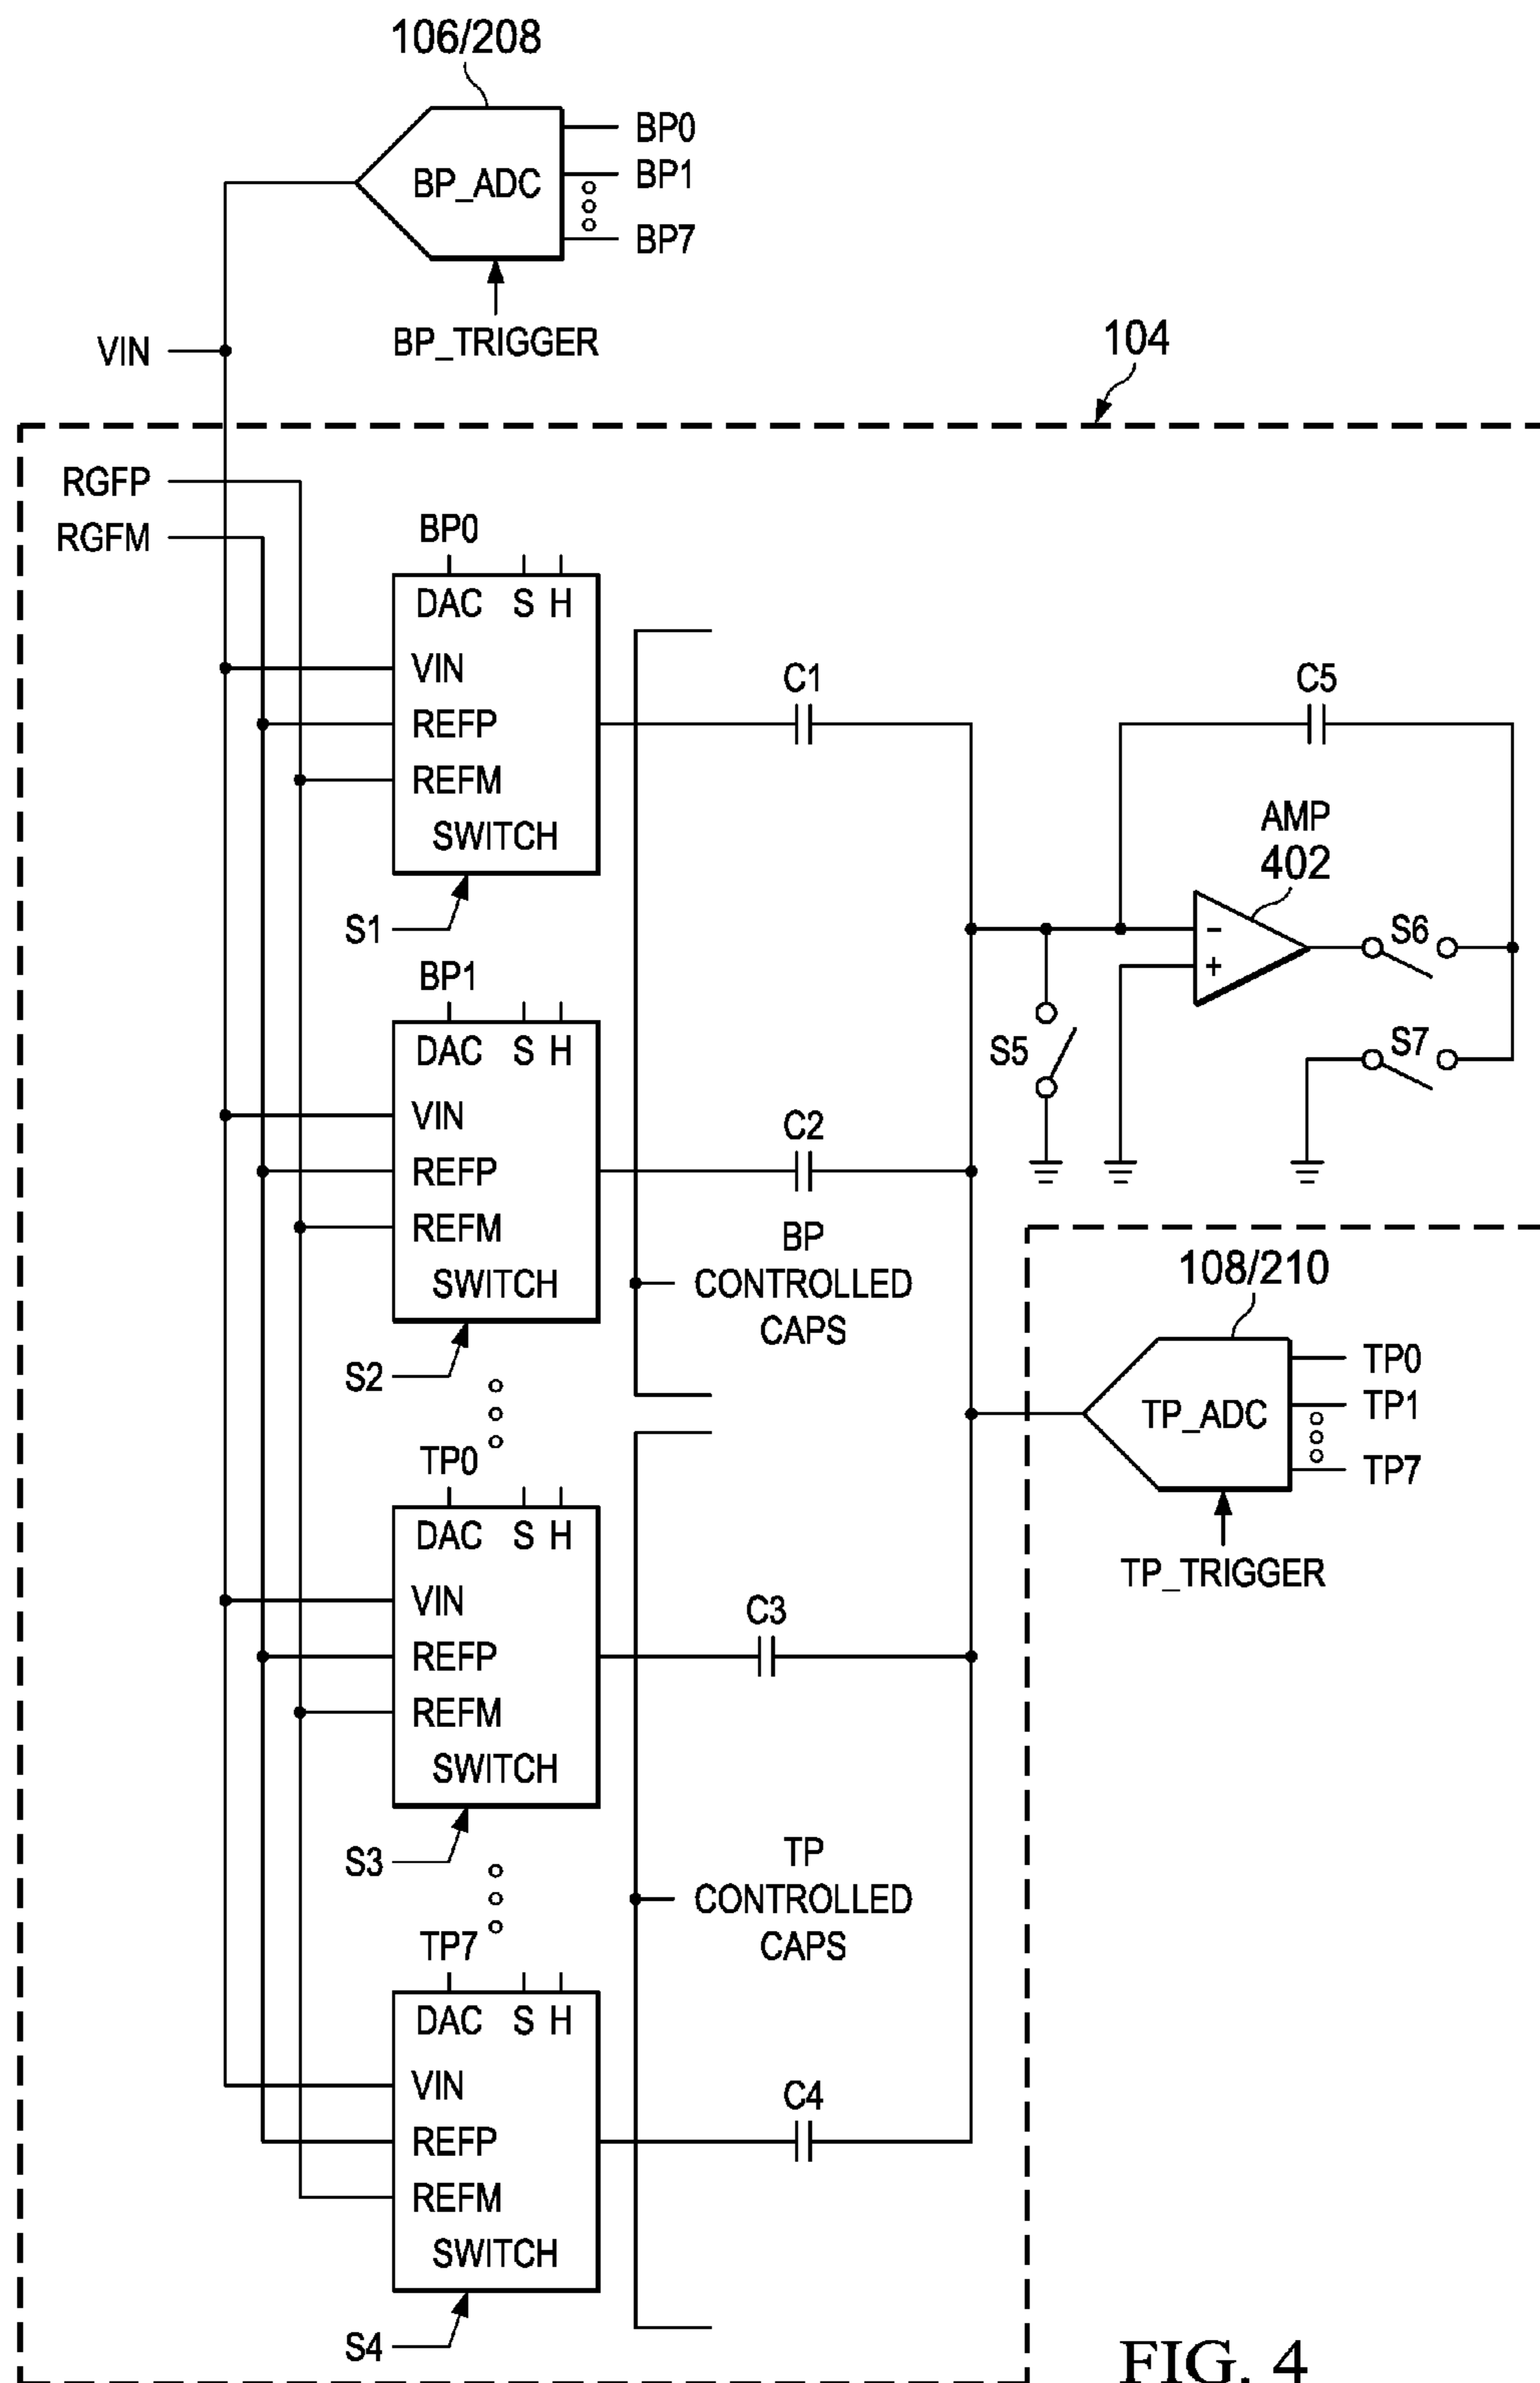 106/208
BP_ADC
BP0
BP1
BP7
BP_TRIGGER
VIN
104
RGFP
RGFM
BP0
DAC S H
VIN
REFP
REFM
SWITCH
S1
C1
C5
AMP
402
-
+
S6
S5
S7
BP1
DAC S H
VIN
REFP
REFM
SWITCH
S2
C2
BP
CONTROLLED
CAPS
108/210
TP_ADC
TP0
TP1
TP7
TP_TRIGGER
TP0
DAC S H
VIN
REFP
REFM
SWITCH
S3
C3
TP
CONTROLLED
CAPS
TP7
DAC S H
VIN
REFP
REFM
SWITCH
S4
C4
FIG. 4